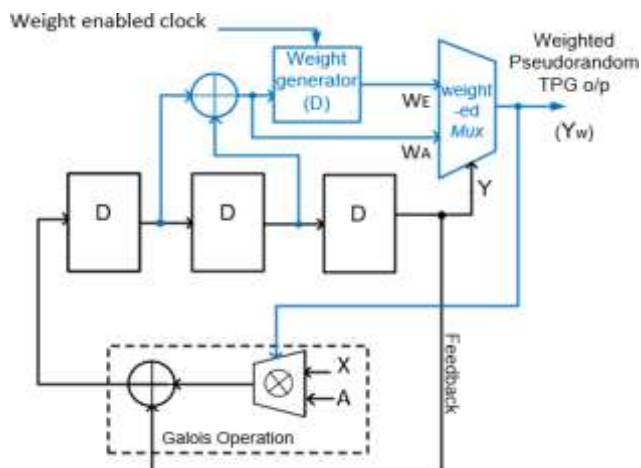 Weight enabled clock
Weight
generator
(D)
weight
-ed
Mux
Weighted
Pseudorandom
TPG o/p
(Yw)
WE
WA
Y
D
D
D
Feedback
X
A
Galois Operation